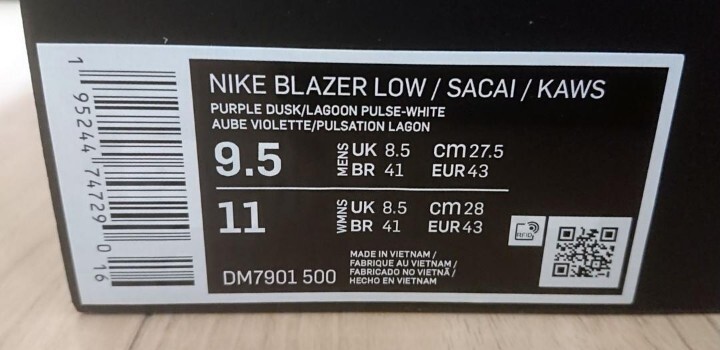 1 95244 74729 0 16
NIKE BLAZER LOW / SACAI / KAWS
PURPLE DUSK/LAGOON PULSE-WHITE
AUBE VIOLETTE/PULSATION LAGON
9.5 MENS UK 8.5 cm 27.5
BR 41 EUR 43
11 WMNS UK 8.5 cm 28
BR 41 EUR 43
RFID
MADE IN VIETNAM /
FABRIQUE AU VIETNAM /
FABRICADO NO VIETNÃ /
HECHO EN VIETNAM
DM7901 500